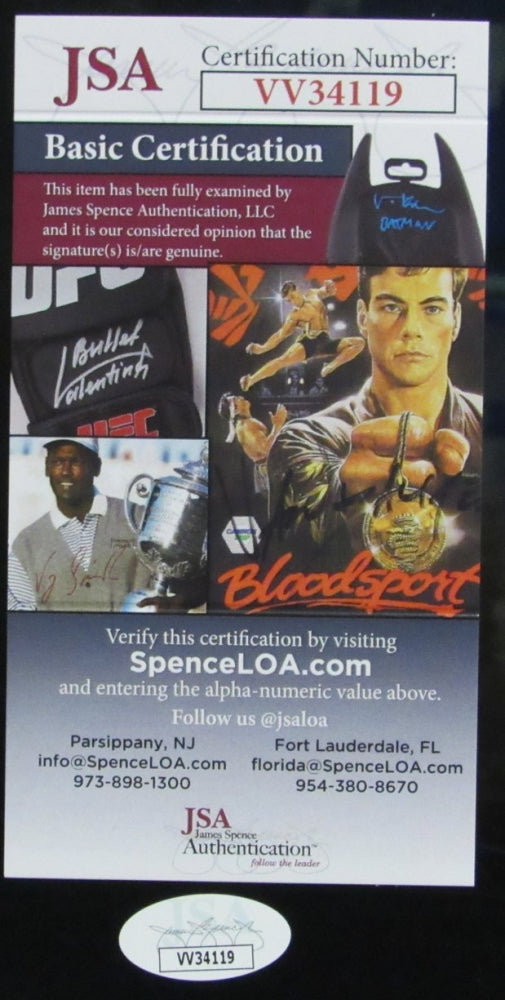 JSA
Certification Number:
VV34119
Basic Certification
This item has been fully examined by
James Spence Authentication, LLC
and it is our considered opinion that the
signature(s) is/are genuine.
BATMAN
UFC
Bullet
Valentina
UFC
Bloodsport
Verify this certification by visiting
SpenceLOA.com
and entering the alpha-numeric value above.
Follow us @jsaloa
Parsippany, NJ
info@SpenceLOA.com
973-898-1300
Fort Lauderdale, FL
florida@SpenceLOA.com
954-380-8670
JSA
James Spence
Authentication™
follow the leader
JSA
VV34119